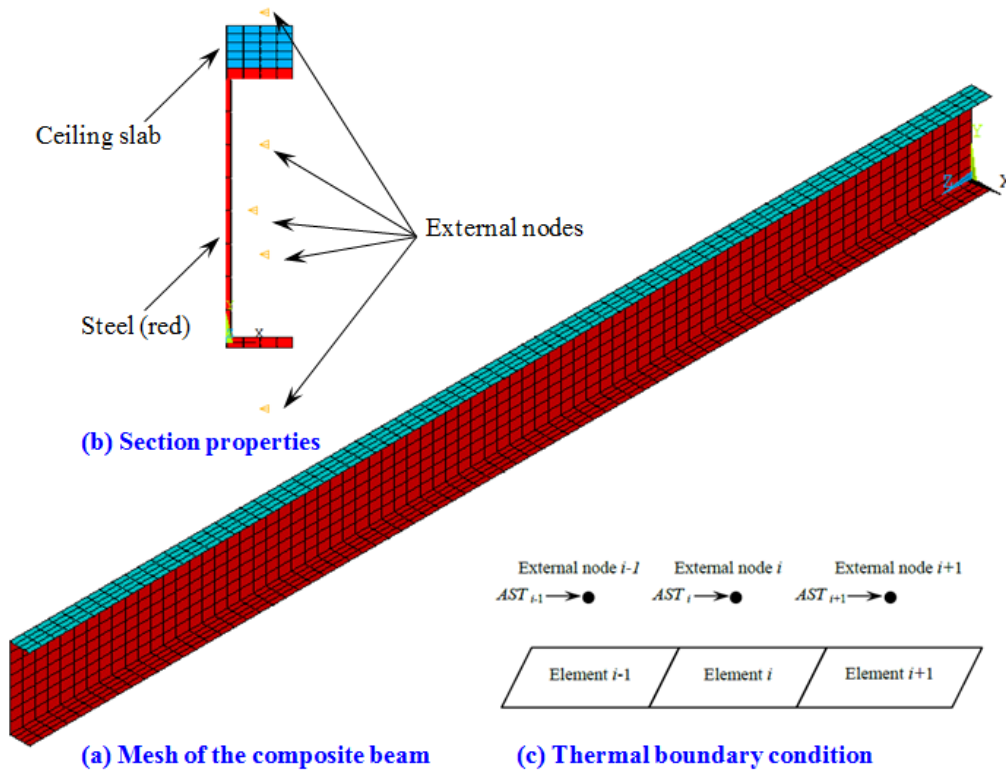 Ceiling slab
External nodes
Steel (red)
X
(b) Section properties
Y
Z
X
External node i-1
External node i
External node i+1
AST i-1
AST i
AST i+1
Element i-1
Element i
Element i+1
(a) Mesh of the composite beam
(c) Thermal boundary condition